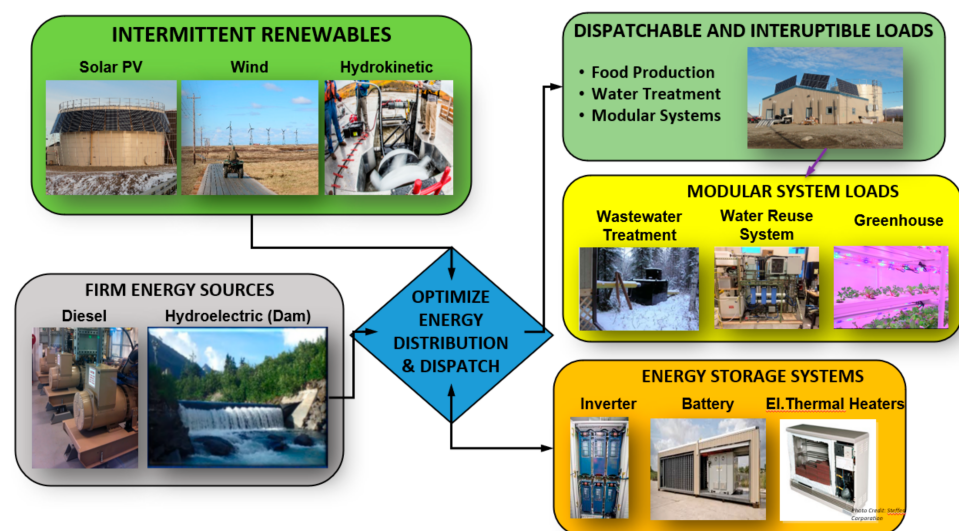 INTERMITTENT RENEWABLES
Solar PV
Wind
Hydrokinetic
DISPATCHABLE AND INTERUPTIBLE LOADS
• Food Production
• Water Treatment
• Modular Systems
MODULAR SYSTEM LOADS
Wastewater
Treatment
Water Reuse
System
Greenhouse
FIRM ENERGY SOURCES
Diesel
Hydroelectric (Dam)
OPTIMIZE
ENERGY
DISTRIBUTION
& DISPATCH
ENERGY STORAGE SYSTEMS
Inverter
Battery
El.Thermal Heaters
Photo Credit: Steffes
Corporation